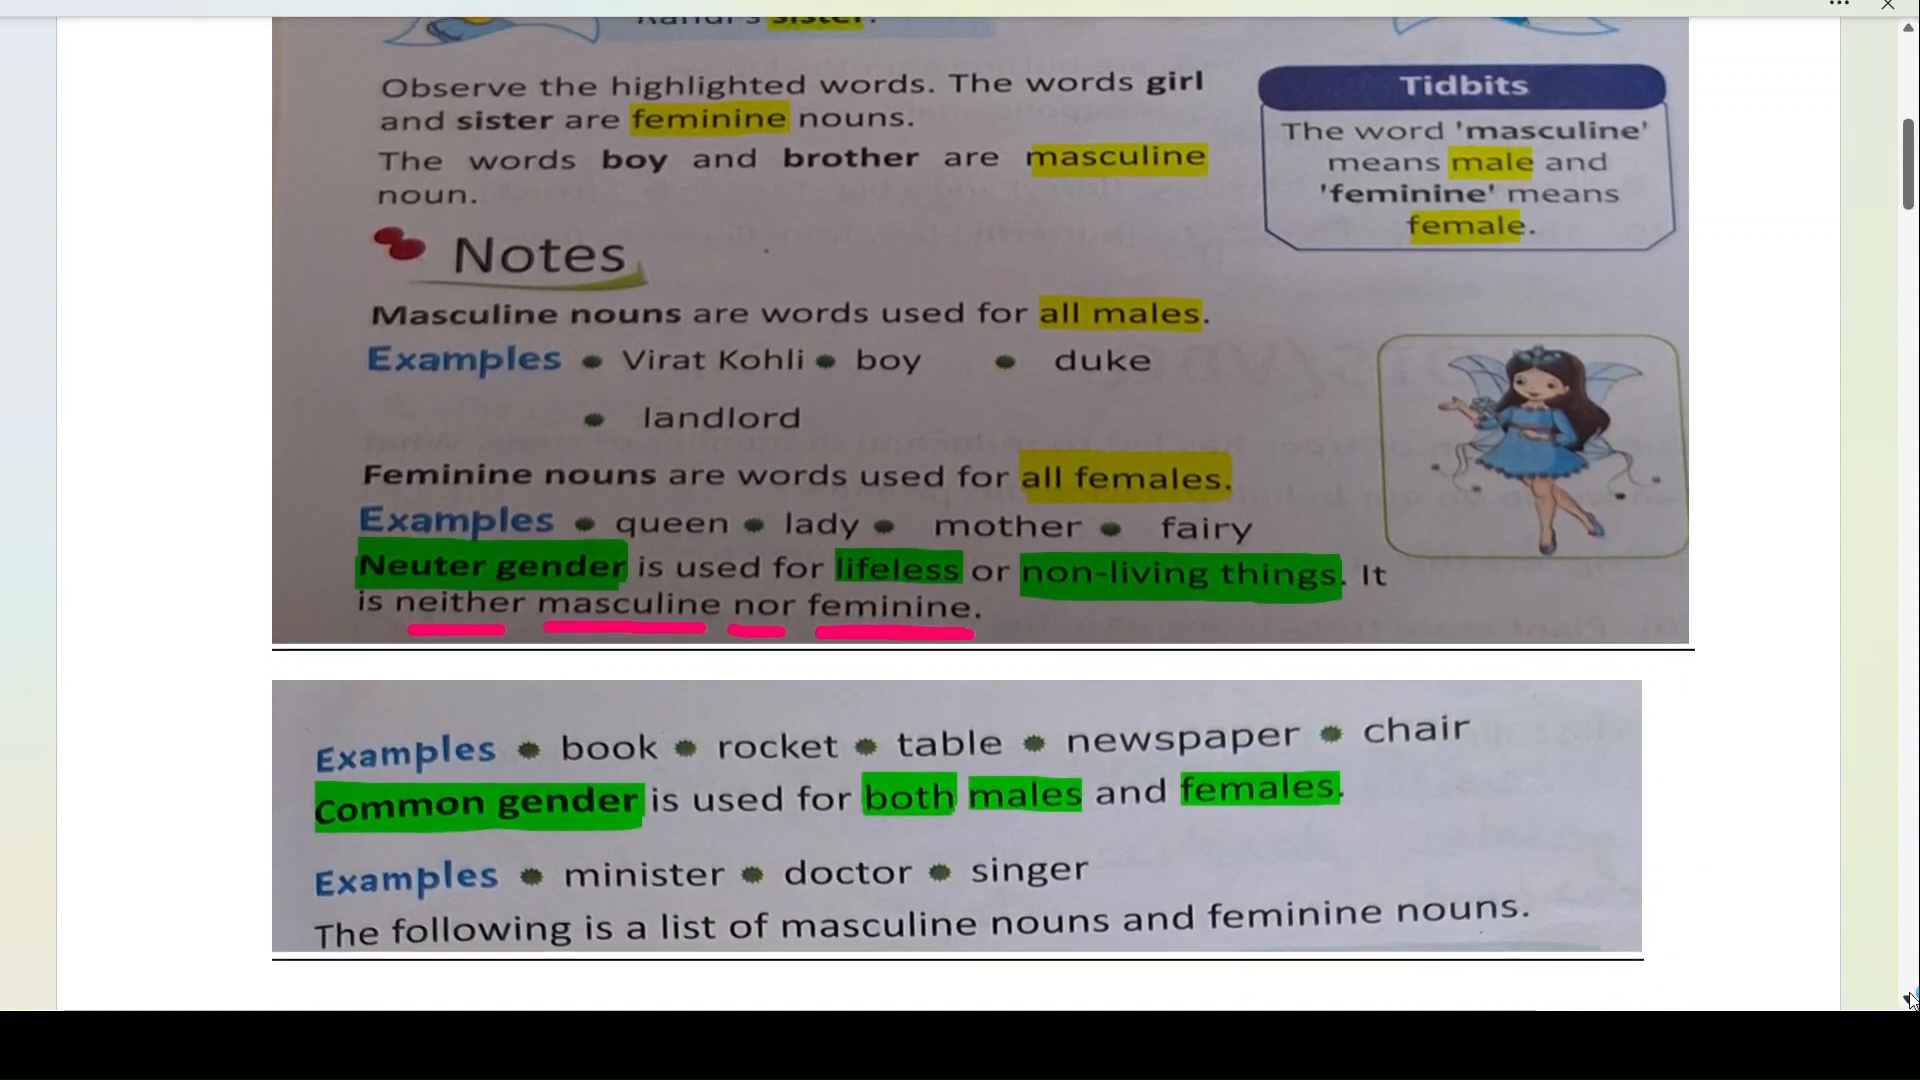 sister.
Observe the highlighted words. The words girl
and sister are feminine nouns.
The words boy and brother are masculine
noun.
Tidbits
The word 'masculine'
means male and
'feminine' means
female.
Notes
Masculine nouns are words used for all males.
Examples • Virat Kohli • boy • duke
• landlord
Feminine nouns are words used for all females.
Examples • queen • lady • mother • fairy
Neuter gender is used for lifeless or non-living things. It
is neither masculine nor feminine.
Examples • book • rocket • table • newspaper • chair
Common gender is used for both males and females.
Examples • minister • doctor • singer
The following is a list of masculine nouns and feminine nouns.